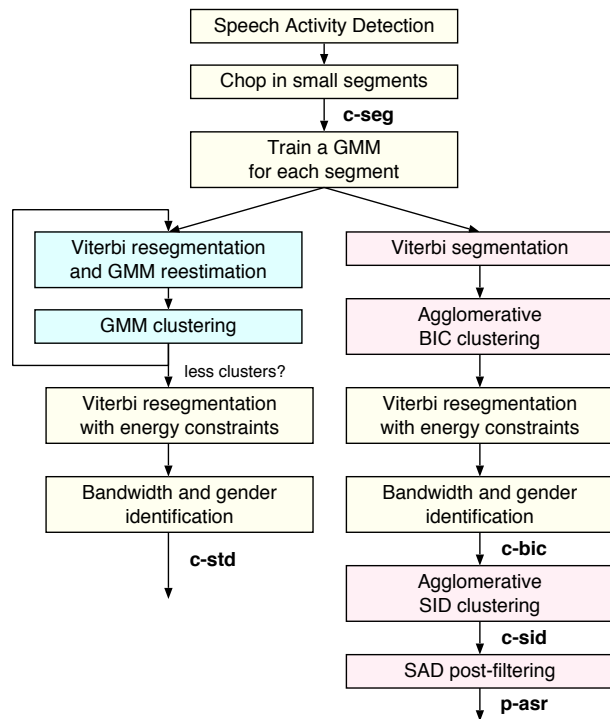 Speech Activity Detection
Chop in small segments
c-seg
Train a GMM
for each segment
Viterbi resegmentation
and GMM reestimation
GMM clustering
less clusters?
Viterbi resegmentation
with energy constraints
Bandwidth and gender
identification
c-std
Viterbi segmentation
Agglomerative
BIC clustering
Viterbi resegmentation
with energy constraints
Bandwidth and gender
identification
c-bic
Agglomerative
SID clustering
c-sid
SAD post-filtering
p-asr